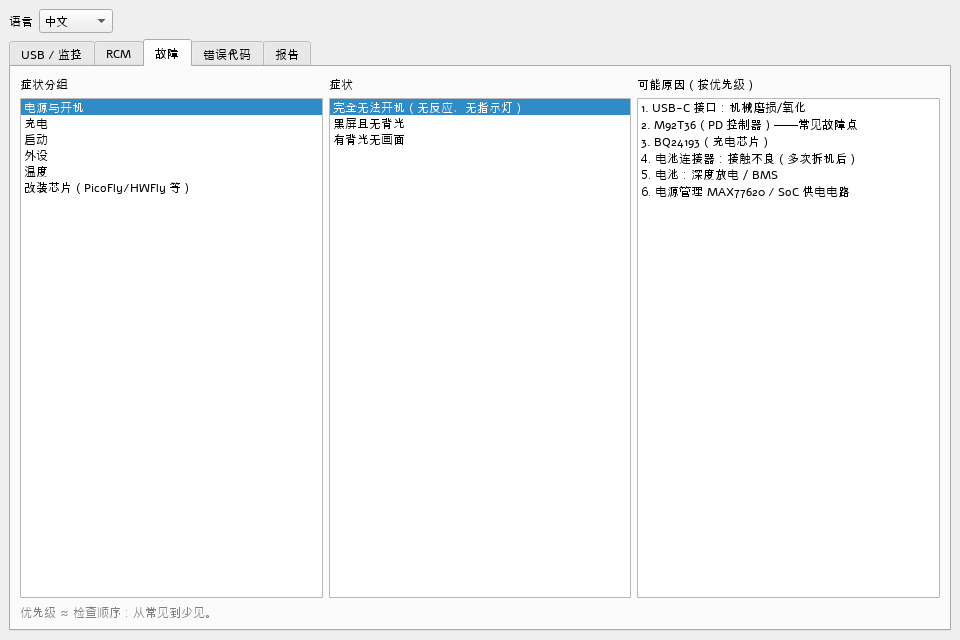 语言 中文
USB / 监控 RCM 故障 错误代码 报告
症状分组
电源与开机
充电
启动
外设
温度
改装芯片（PicoFly/HWFly 等）
症状
完全无法开机（无反应、无指示灯）
黑屏且无背光
有背光无画面
可能原因（按优先级）
1. USB-C 接口：机械磨损/氧化
2. M92T36（PD 控制器）——常见故障点
3. BQ24193（充电芯片）
4. 电池连接器：接触不良（多次拆机后）
5. 电池：深度放电 / BMS
6. 电源管理 MAX77620 / SoC 供电电路
优先级 ≈ 检查顺序：从常见到少见。